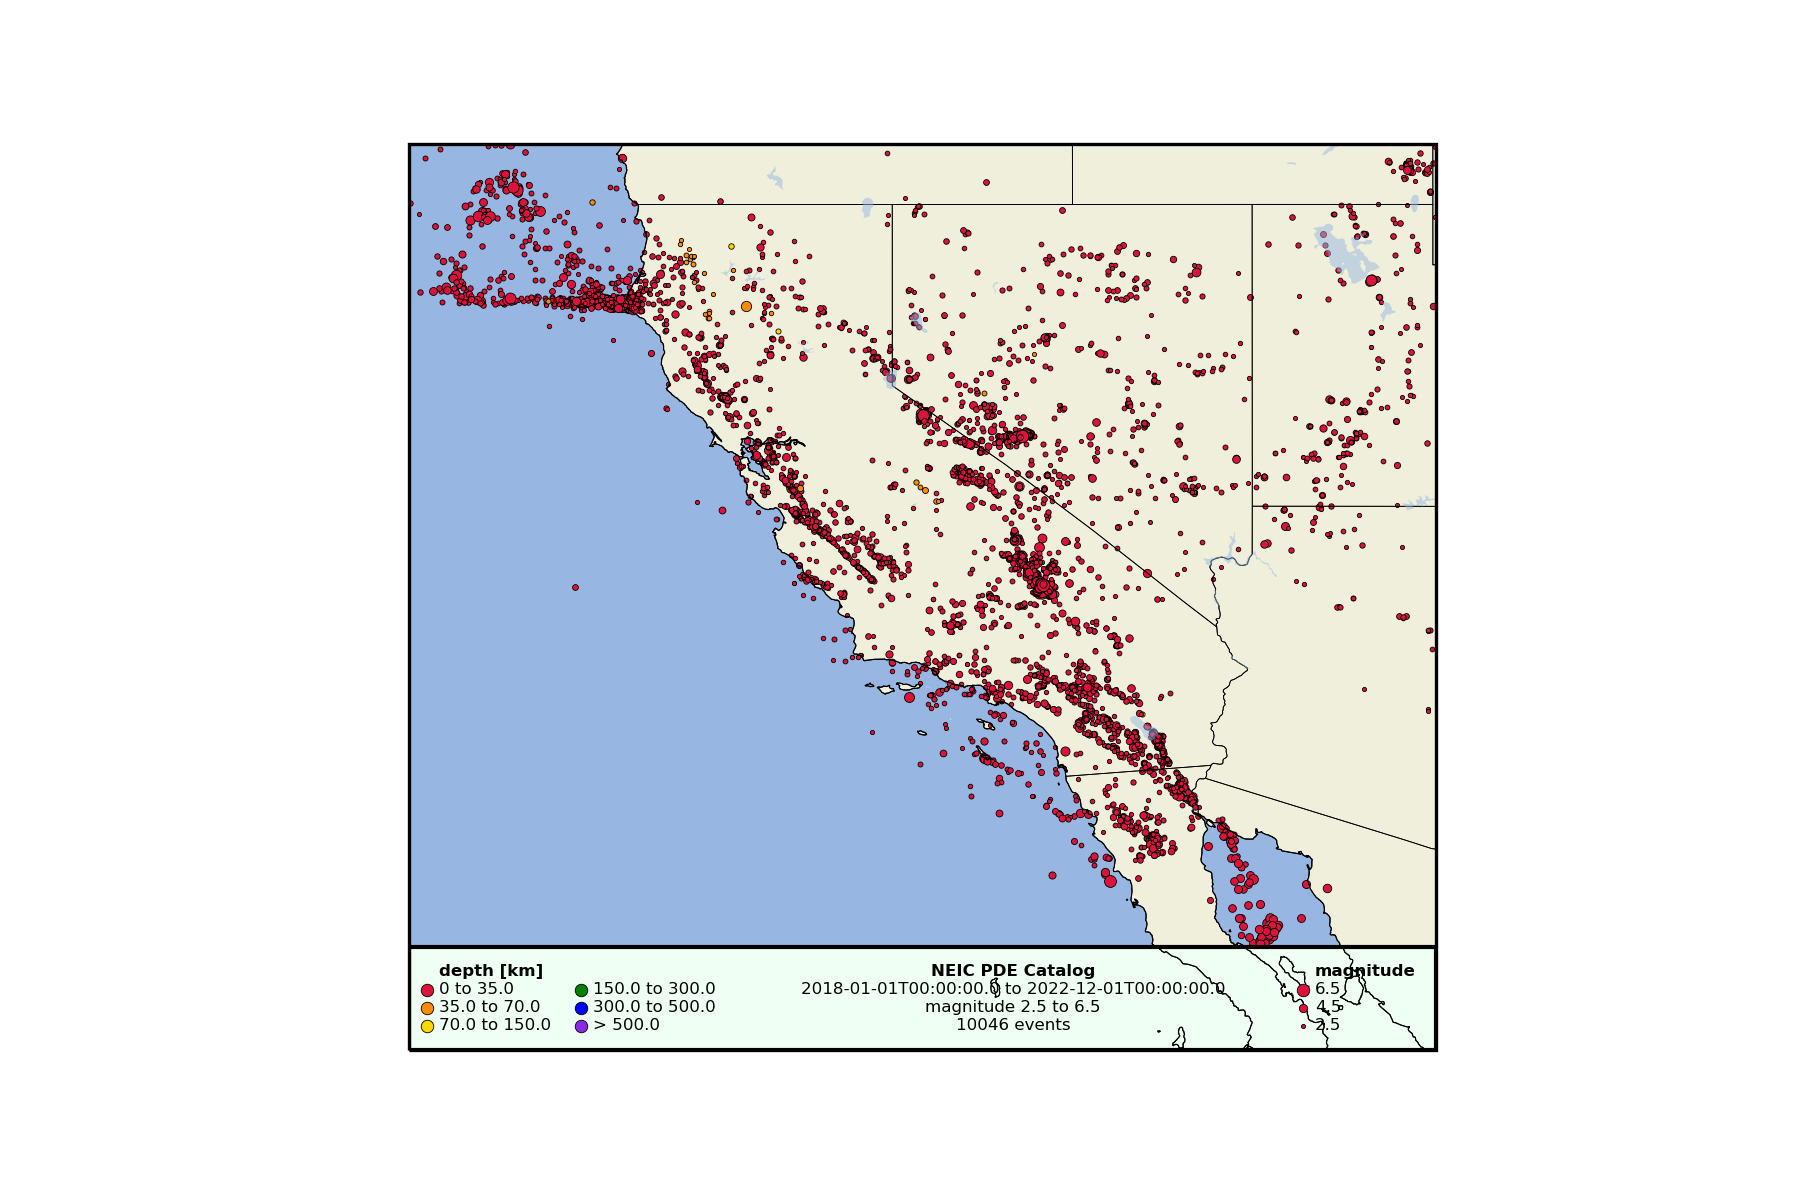 depth [km]
0 to 35.0
35.0 to 70.0
70.0 to 150.0
150.0 to 300.0
300.0 to 500.0
> 500.0
NEIC PDE Catalog
2018-01-01T00:00:00.0 to 2022-12-01T00:00:00.0
magnitude 2.5 to 6.5
10046 events
magnitude
6.5
4.5
2.5